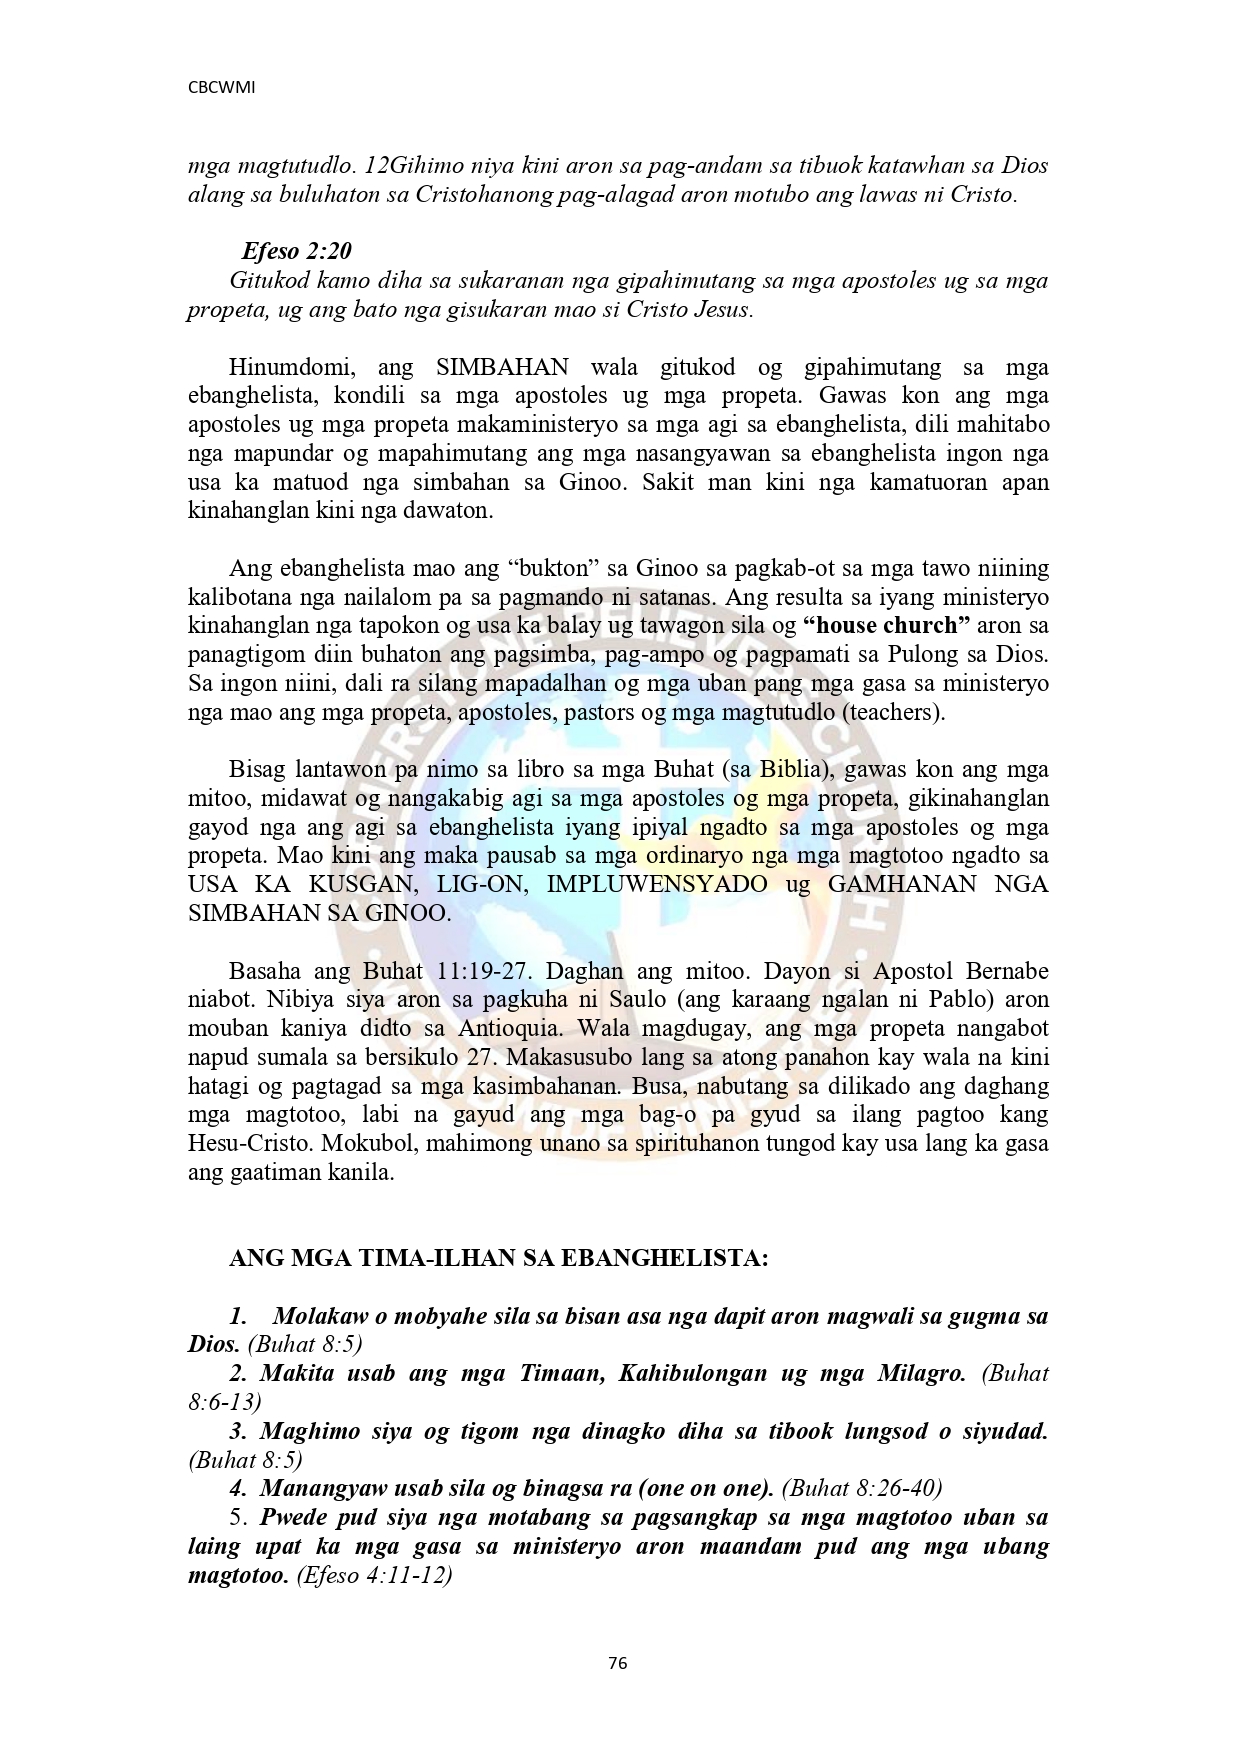 CBCWMI
mga magtutudlo. 12Gihimo niya kini aron sa pag-andam sa tibuok katawhan sa Dios
alang sa buluhaton sa Cristohanong pag-alagad aron motubo ang lawas ni Cristo.
Efeso 2:20
Gitukod kamo diha sa sukaranan nga gipahimutang sa mga apostoles ug sa mga
propeta, ug ang bato nga gisukaran mao si Cristo Jesus.
Hinumdomi, ang SIMBAHAN wala gitukod og gipahimutang sa mga
ebanghelista, kondili sa mga apostoles ug mga propeta. Gawas kon ang mga
apostoles ug mga propeta makaministeryo sa mga agi sa ebanghelista, dili mahitabo
nga mapundar og mapahimutang ang mga nasangyawan sa ebanghelista ingon nga
usa ka matuod nga simbahan sa Ginoo. Sakit man kini nga kamatuoran apan
kinahanglan kini nga dawaton.
Ang ebanghelista mao ang “bukton” sa Ginoo sa pagkab-ot sa mga tawo niining
kalibotana nga nailalom pa sa pagmando ni satanas. Ang resulta sa iyang ministeryo
kinahanglan nga tapokon og usa ka balay ug tawagon sila og “house church” aron sa
panagtigom diin buhaton ang pagsimba, pag-ampo og pagpamati sa Pulong sa Dios.
Sa ingon niini, dali ra silang mapadalhan og mga uban pang mga gasa sa ministeryo
nga mao ang mga propeta, apostoles, pastors og mga magtutudlo (teachers).
Bisag lantawon pa nimo sa libro sa mga Buhat (sa Biblia), gawas kon ang mga
mitoo, midawat og nangakabig agi sa mga apostoles og mga propeta, gikinahanglan
gayod nga ang agi sa ebanghelista iyang ipiyal ngadto sa mga apostoles og mga
propeta. Mao kini ang maka pausab sa mga ordinaryo nga mga magtotoo ngadto sa
USA KA KUSGAN, LIG-ON, IMPLUWENSYADO ug GAMHANAN NGA
SIMBAHAN SA GINOO.
Basaha ang Buhat 11:19-27. Daghan ang mitoo. Dayon si Apostol Bernabe
niabot. Nibiya siya aron sa pagkuha ni Saulo (ang karaang ngalan ni Pablo) aron
mouban kaniya didto sa Antioquia. Wala magdugay, ang mga propeta nangabot
napud sumala sa bersikulo 27. Makasusubo lang sa atong panahon kay wala na kini
hatagi og pagtagad sa mga kasimbahanan. Busa, nabutang sa dilikado ang daghang
mga magtotoo, labi na gayud ang mga bag-o pa gyud sa ilang pagtoo kang
Hesu-Cristo. Mokubol, mahimong unano sa spirituhanon tungod kay usa lang ka gasa
ang gaatiman kanila.
ANG MGA TIMA-ILHAN SA EBANGHELISTA:
1. Molakaw o mobyahe sila sa bisan asa nga dapit aron magwali sa gugma sa
Dios. (Buhat 8:5)
2. Makita usab ang mga Timaan, Kahibulongan ug mga Milagro. (Buhat
8:6-13)
3. Maghimo siya og tigom nga dinagko diha sa tibook lungsod o siyudad.
(Buhat 8:5)
4. Manangyaw usab sila og binagsa ra (one on one). (Buhat 8:26-40)
5. Pwede pud siya nga motabang sa pagsangkap sa mga magtotoo uban sa
laing upat ka mga gasa sa ministeryo aron maandam pud ang mga ubang
magtotoo. (Efeso 4:11-12)
76
CORNERSTONE BELIEVERS CHURCH
WORLDWIDE MINISTRIES